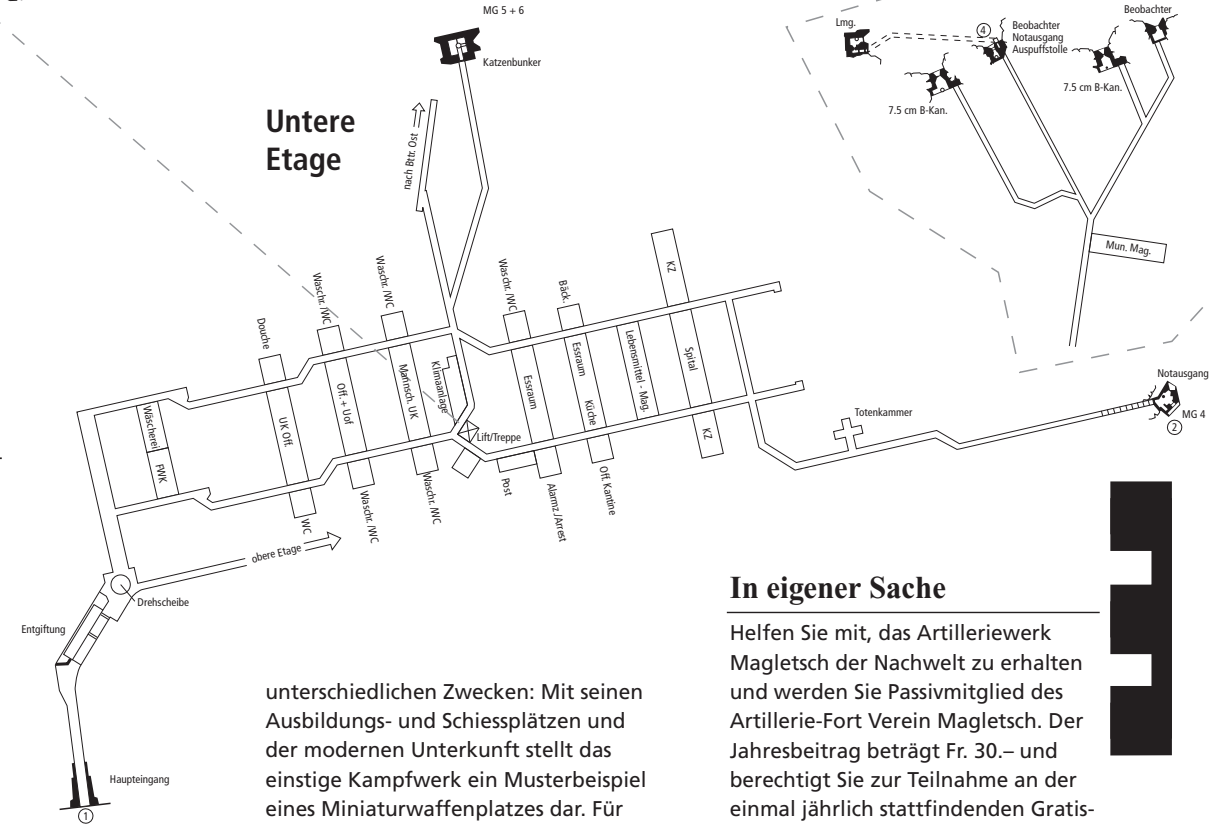 MG 5 + 6
Katzenbunker
Untere
Etage
nach Bttr. Ost
Lmg.
4
Beobachter
Notausgang
Auspuffstolle
Beobachter
7.5 cm B-Kan.
7.5 cm B-Kan.
Mun. Mag.
Douche
Waschr. /WC
Waschr. /WC
Waschr. /WC
Bäck.
KZ
Wäscherei
FWK
UK Off.
Off. + Uof
Mannsch. UK
Klimaanlage
Essraum
Essraum
Küche
Lebensmittel - Mag.
Spital
KZ
Lift/Treppe
WC
Waschr. /WC
Waschr. /WC
Post
Alarmz./Arrest
Off. Kantine
Totenkammer
Notausgang
MG 4
2
obere Etage
Drehscheibe
Entgiftung
Haupteingang
1
unterschiedlichen Zwecken: Mit seinen
Ausbildungs- und Schiessplätzen und
der modernen Unterkunft stellt das
einstige Kampfwerk ein Musterbeispiel
eines Miniaturwaffenplatzes dar. Für
In eigener Sache
Helfen Sie mit, das Artilleriewerk
Magletsch der Nachwelt zu erhalten
und werden Sie Passivmitglied des
Artillerie-Fort Verein Magletsch. Der
Jahresbeitrag beträgt Fr. 30.– und
berechtigt Sie zur Teilnahme an der
einmal jährlich stattfindenden Gratis-